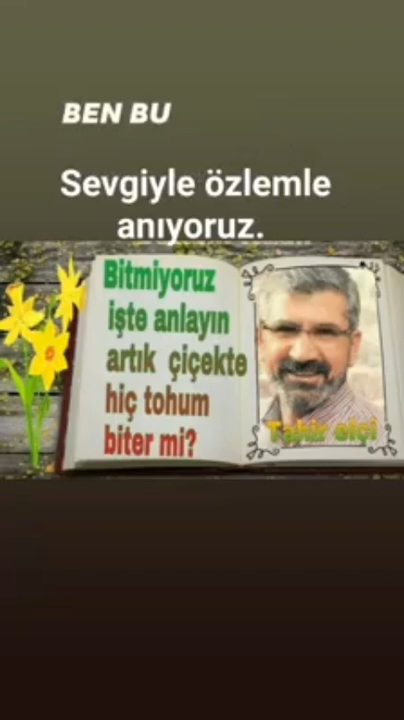 BEN BU
Sevgiyle özlemle
anıyoruz.
Bitmiyoruz
işte anlayın
artık çiçekte
hiç tohum
biter mi?
Tahir elçi